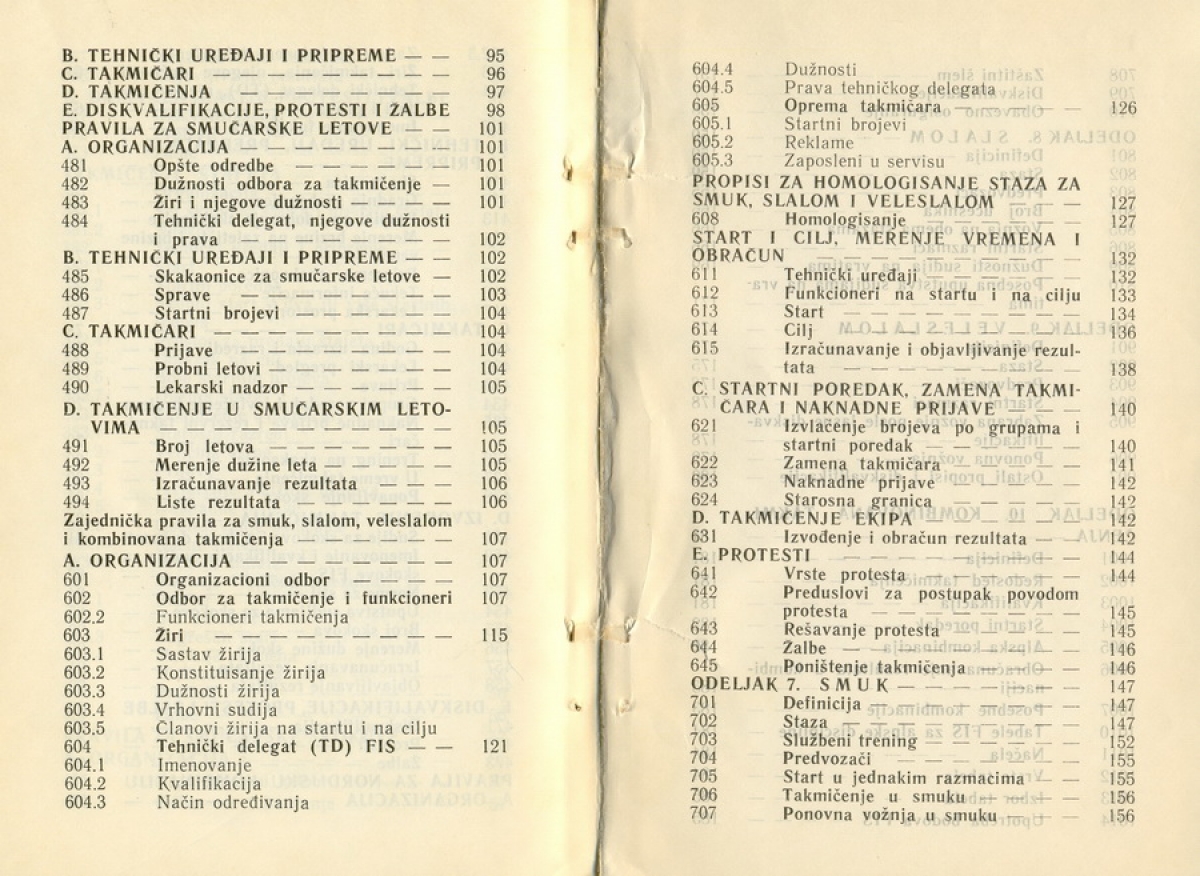 B. TEHNIČKI UREĐAJI I PRIPREME — — 95
C. TAKMIČARI — — — — — — — 96
D. TAKMIČENJA — — — — — — 97
E. DISKVALIFIKACIJE, PROTESTI I ŽALBE 98
PRAVILA ZA SMUČARSKE LETOVE — — 101
A. ORGANIZACIJA — — — — — — 101
481 Opšte odredbe — — — — 101
482 Dužnosti odbora za takmičenje — 101
483 Žiri i njegove dužnosti — — — 101
484 Tehnički delegat, njegove dužnosti
i prava — — — — — — 102
B. TEHNIČKI UREĐAJI I PRIPREME — — 102
485 Skakaonice za smučarske letove — 102
486 Sprave — — — — — — 103
487 Startni brojevi — — — — 104
C. TAKMIČARI — — — — — — — 104
488 Prijave — — — — — — 104
489 Probni letovi — — — — — 104
490 Lekarski nadzor — — — — 105
D. TAKMIČENJE U SMUČARSKIM LETO-
VIMA — — — — — — — — 105
491 Broj letova — — — — — 105
492 Merenje dužine leta — — — — 105
493 Izračunavanje rezultata — — — 106
494 Liste rezultata — — — — 106
Zajednička pravila za smuk, slalom, veleslalom
i kombinovana takmičenja — — — — 107
A. ORGANIZACIJA — — — — — — 107
601 Organizacioni odbor — — — 107
602 Odbor za takmičenje i funkcioneri 107
602.2 Funkcioneri takmičenja
603 Žiri — — — — — — — 115
603.1 Sastav žirija
603.2 Konstituisanje žirija
603.3 Dužnosti žirija
603.4 Vrhovni sudija
603.5 Članovi žirija na startu i na cilju
604 Tehnički delegat (TD) FIS — — 121
604.1 Imenovanje
604.2 Kvalifikacija
604.3 Način određivanja
604.4 Dužnosti
604.5 Prava tehničkog delegata
605 Oprema takmičara — — — — 126
605.1 Startni brojevi
605.2 Reklame
605.3 Zaposleni u servisu
PROPISI ZA HOMOLOGISANJE STAZA ZA
SMUK, SLALOM I VELESLALOM — — — 127
608 Homologisanje — — — — — 127
START I CILJ, MERENJE VREMENA I
OBRAČUN — — — — — — — — 132
611 Tehnički uređaji — — — — 132
612 Funkcioneri na startu i na cilju 133
613 Start — — — — — — — 134
614 Cilj — — — — — — — 136
615 Izračunavanje i objavljivanje rezul-
tata — — — — — — — 138
C. STARTNI POREDAK, ZAMENA TAKMI-
ČARA I NAKNADNE PRIJAVE — — — 140
621 Izvlačenje brojeva po grupama i
startni poredak — — — — 140
622 Zamena takmičara — — — — 141
623 Naknadne prijave — — — — 142
624 Starosna granica — — — — 142
D. TAKMIČENJE EKIPA — — — — — 142
631 Izvođenje i obračun rezultata — — 142
E. PROTESTI — — — — — — — 144
641 Vrste protesta — — — — — 144
642 Preduslovi za postupak povodom
protesta — — — — — — 145
643 Rešavanje protesta — — — — 145
644 Žalbe — — — — — — — 146
645 Poništenje takmičenja — — — 146
ODELJAK 7. SMUK — — — — — — 147
701 Definicija — — — — — — 147
702 Staza — — — — — — — 147
703 Službeni trening — — — — 152
704 Predvozači — — — — — — 155
705 Start u jednakim razmacima — — 155
706 Takmičenje u smuku — — — — 156
707 Ponovna vožnja u smuku — — — 156